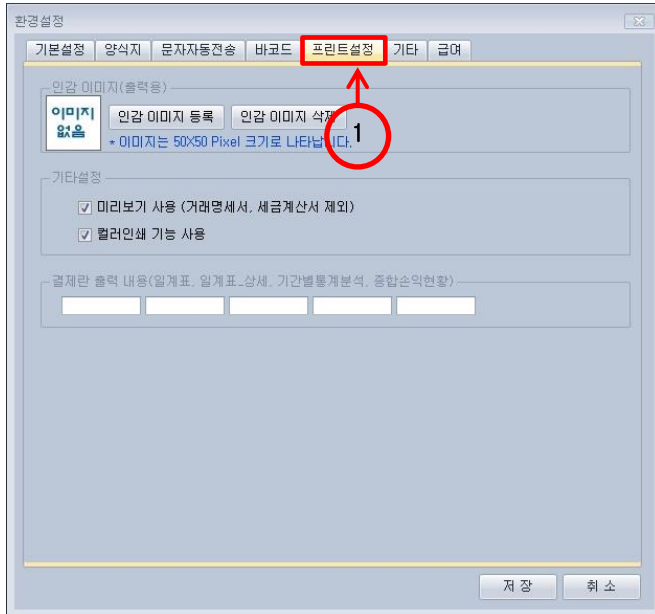 환경설정
기본설정 양식지 문자자동전송 바코드 프린트설정 기타 급여
인감 이미지(출력용)
이미지 없음
인감 이미지 등록 인감 이미지 삭제
* 이미지는 50X50 Pixel 크기로 나타납니다.
1
기타설정
미리보기 사용 (거래명세서, 세금계산서 제외)
컬러인쇄 기능 사용
결제란 출력 내용(일계표, 일계표_상세, 기간별통계분석, 종합손익현황)
저 장 취 소